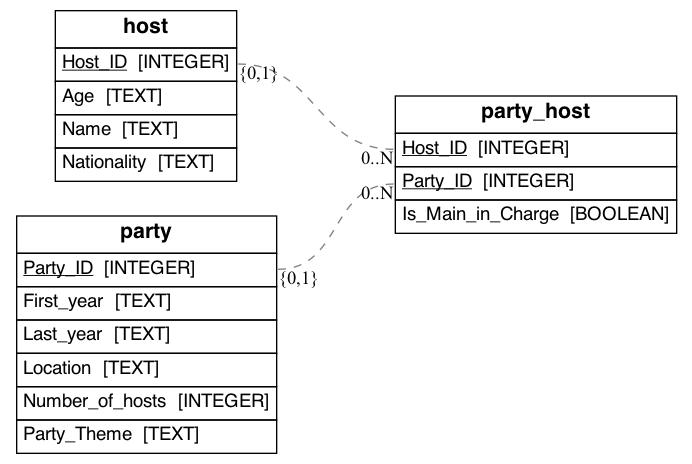 host
Host_ID [INTEGER]
Age [TEXT]
Name [TEXT]
Nationality [TEXT]
{0,1}
0..N
party_host
Host_ID [INTEGER]
Party_ID [INTEGER]
Is_Main_in_Charge [BOOLEAN]
0..N
{0,1}
party
Party_ID [INTEGER]
First_year [TEXT]
Last_year [TEXT]
Location [TEXT]
Number_of_hosts [INTEGER]
Party_Theme [TEXT]